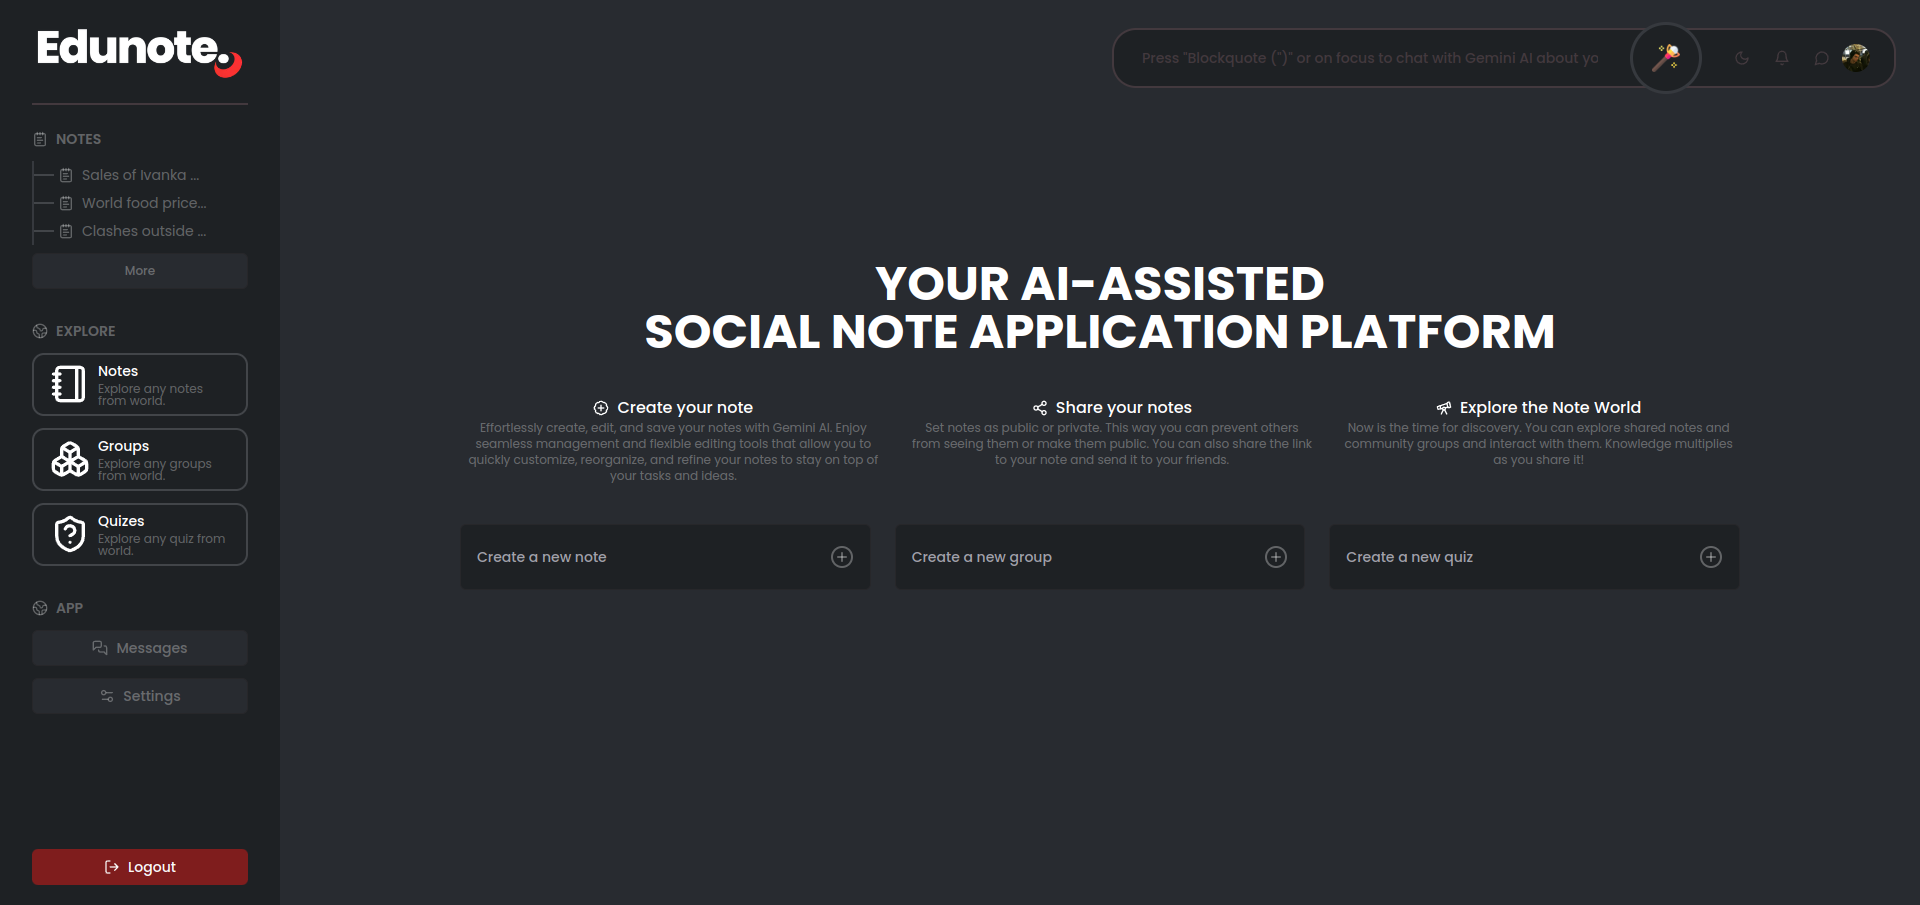 Edunote.
NOTES
Sales of Ivanka ...
World food price...
Clashes outside ...
More
EXPLORE
Notes
Explore any notes
from world.
Groups
Explore any groups
from world.
Quizes
Explore any quiz from
world.
APP
Messages
Settings
Logout
Press "Blockquote (")" or on focus to chat with Gemini AI about yo
YOUR AI-ASSISTED
SOCIAL NOTE APPLICATION PLATFORM
Create your note
Effortlessly create, edit, and save your notes with Gemini AI. Enjoy
seamless management and flexible editing tools that allow you to
quickly customize, reorganize, and refine your notes to stay on top of
your tasks and ideas.
Share your notes
Set notes as public or private. This way you can prevent others
from seeing them or make them public. You can also share the link
to your note and send it to your friends.
Explore the Note World
Now is the time for discovery. You can explore shared notes and
community groups and interact with them. Knowledge multiplies
as you share it!
Create a new note
Create a new group
Create a new quiz